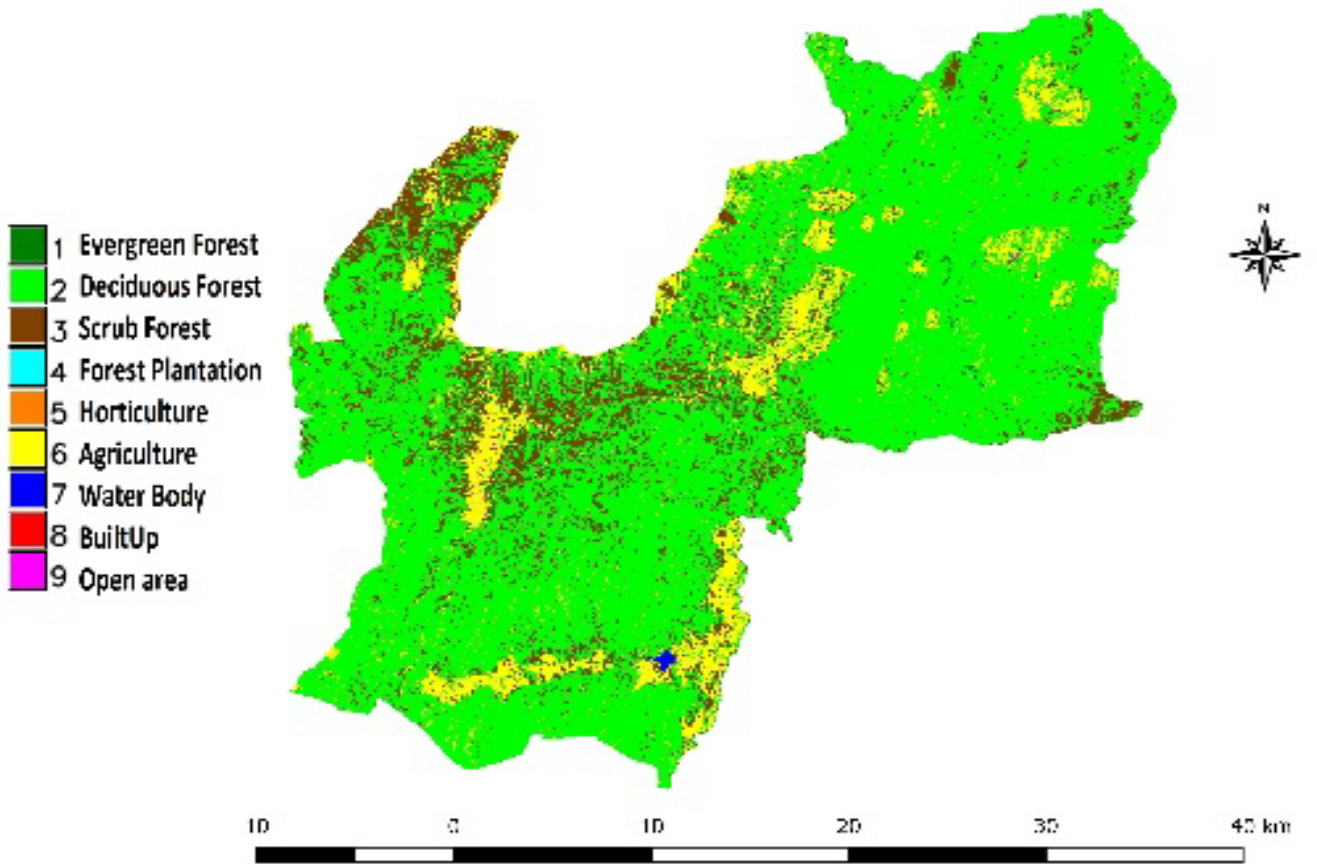 N
1 Evergreen Forest
2 Deciduous Forest
3 Scrub Forest
4 Forest Plantation
5 Horticulture
6 Agriculture
7 Water Body
8 BuiltUp
9 Open area
10 0 10 20 30 40 km